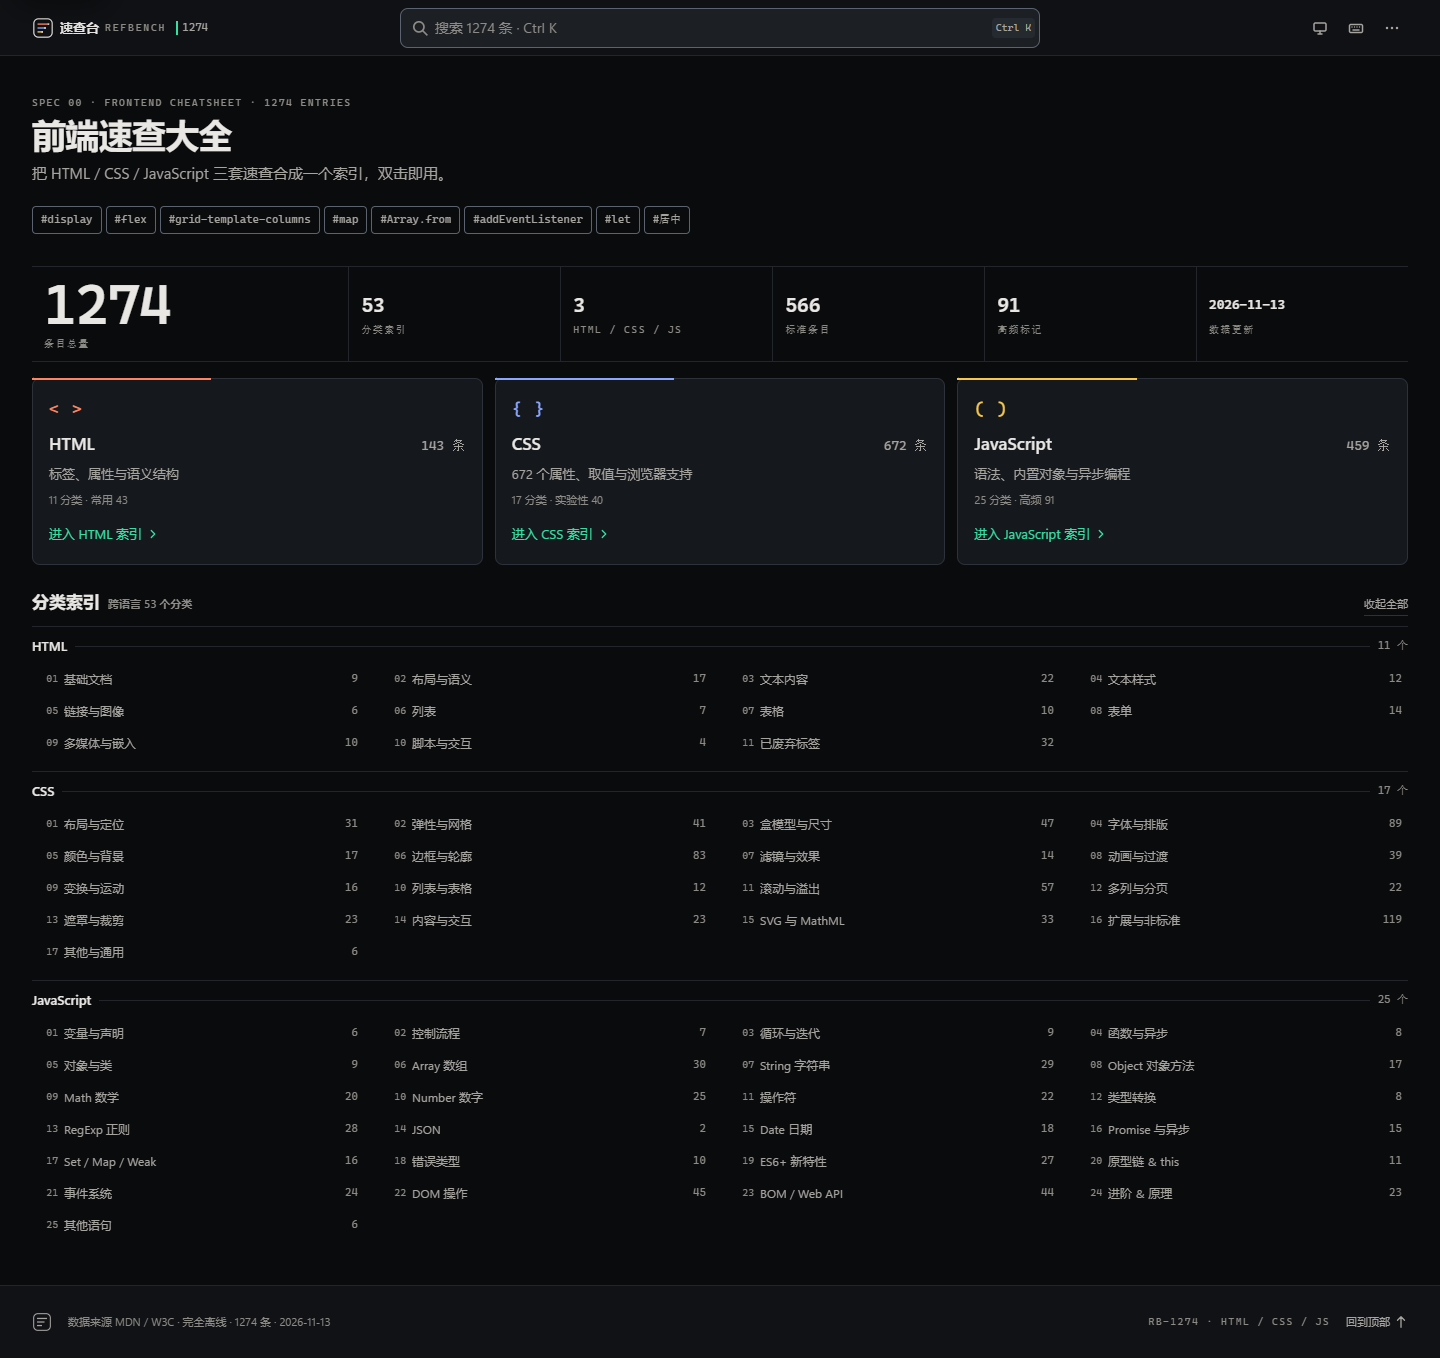 速查台 REFBENCH 1274
搜索 1274 条 · Ctrl K
Ctrl K
SPEC 00 · FRONTEND CHEATSHEET · 1274 ENTRIES
前端速查大全
把 HTML / CSS / JavaScript 三套速查合成一个索引，双击即用。
#display #flex #grid-template-columns #map #Array.from #addEventListener #let #居中
1274 53 3 566 91 2026-11-13
条目总量 分类索引 HTML / CSS / JS 标准条目 高频标记 数据更新
< > { } ( )
HTML 143 条 CSS 672 条 JavaScript 459 条
标签、属性与语义结构 672 个属性、取值与浏览器支持 语法、内置对象与异步编程
11 分类 · 常用 43 17 分类 · 实验性 40 25 分类 · 高频 91
进入 HTML 索引 进入 CSS 索引 进入 JavaScript 索引
分类索引 跨语言 53 个分类 收起全部
HTML 11 个
01 基础文档 9 02 布局与语义 17 03 文本内容 22 04 文本样式 12
05 链接与图像 6 06 列表 7 07 表格 10 08 表单 14
09 多媒体与嵌入 10 10 脚本与交互 4 11 已废弃标签 32
CSS 17 个
01 布局与定位 31 02 弹性与网格 41 03 盒模型与尺寸 47 04 字体与排版 89
05 颜色与背景 17 06 边框与轮廓 83 07 滤镜与效果 14 08 动画与过渡 39
09 变换与运动 16 10 列表与表格 12 11 滚动与溢出 57 12 多列与分页 22
13 遮罩与裁剪 23 14 内容与交互 23 15 SVG 与 MathML 33 16 扩展与非标准 119
17 其他与通用 6
JavaScript 25 个
01 变量与声明 6 02 控制流程 7 03 循环与迭代 9 04 函数与异步 8
05 对象与类 9 06 Array 数组 30 07 String 字符串 29 08 Object 对象方法 17
09 Math 数学 20 10 Number 数字 25 11 操作符 22 12 类型转换 8
13 RegExp 正则 28 14 JSON 2 15 Date 日期 18 16 Promise 与异步 15
17 Set / Map / Weak 16 18 错误类型 10 19 ES6+ 新特性 27 20 原型链 & this 11
21 事件系统 24 22 DOM 操作 45 23 BOM / Web API 44 24 进阶 & 原理 23
25 其他语句 6
数据来源 MDN / W3C · 完全离线 · 1274 条 · 2026-11-13 RB-1274 · HTML / CSS / JS 回到顶部